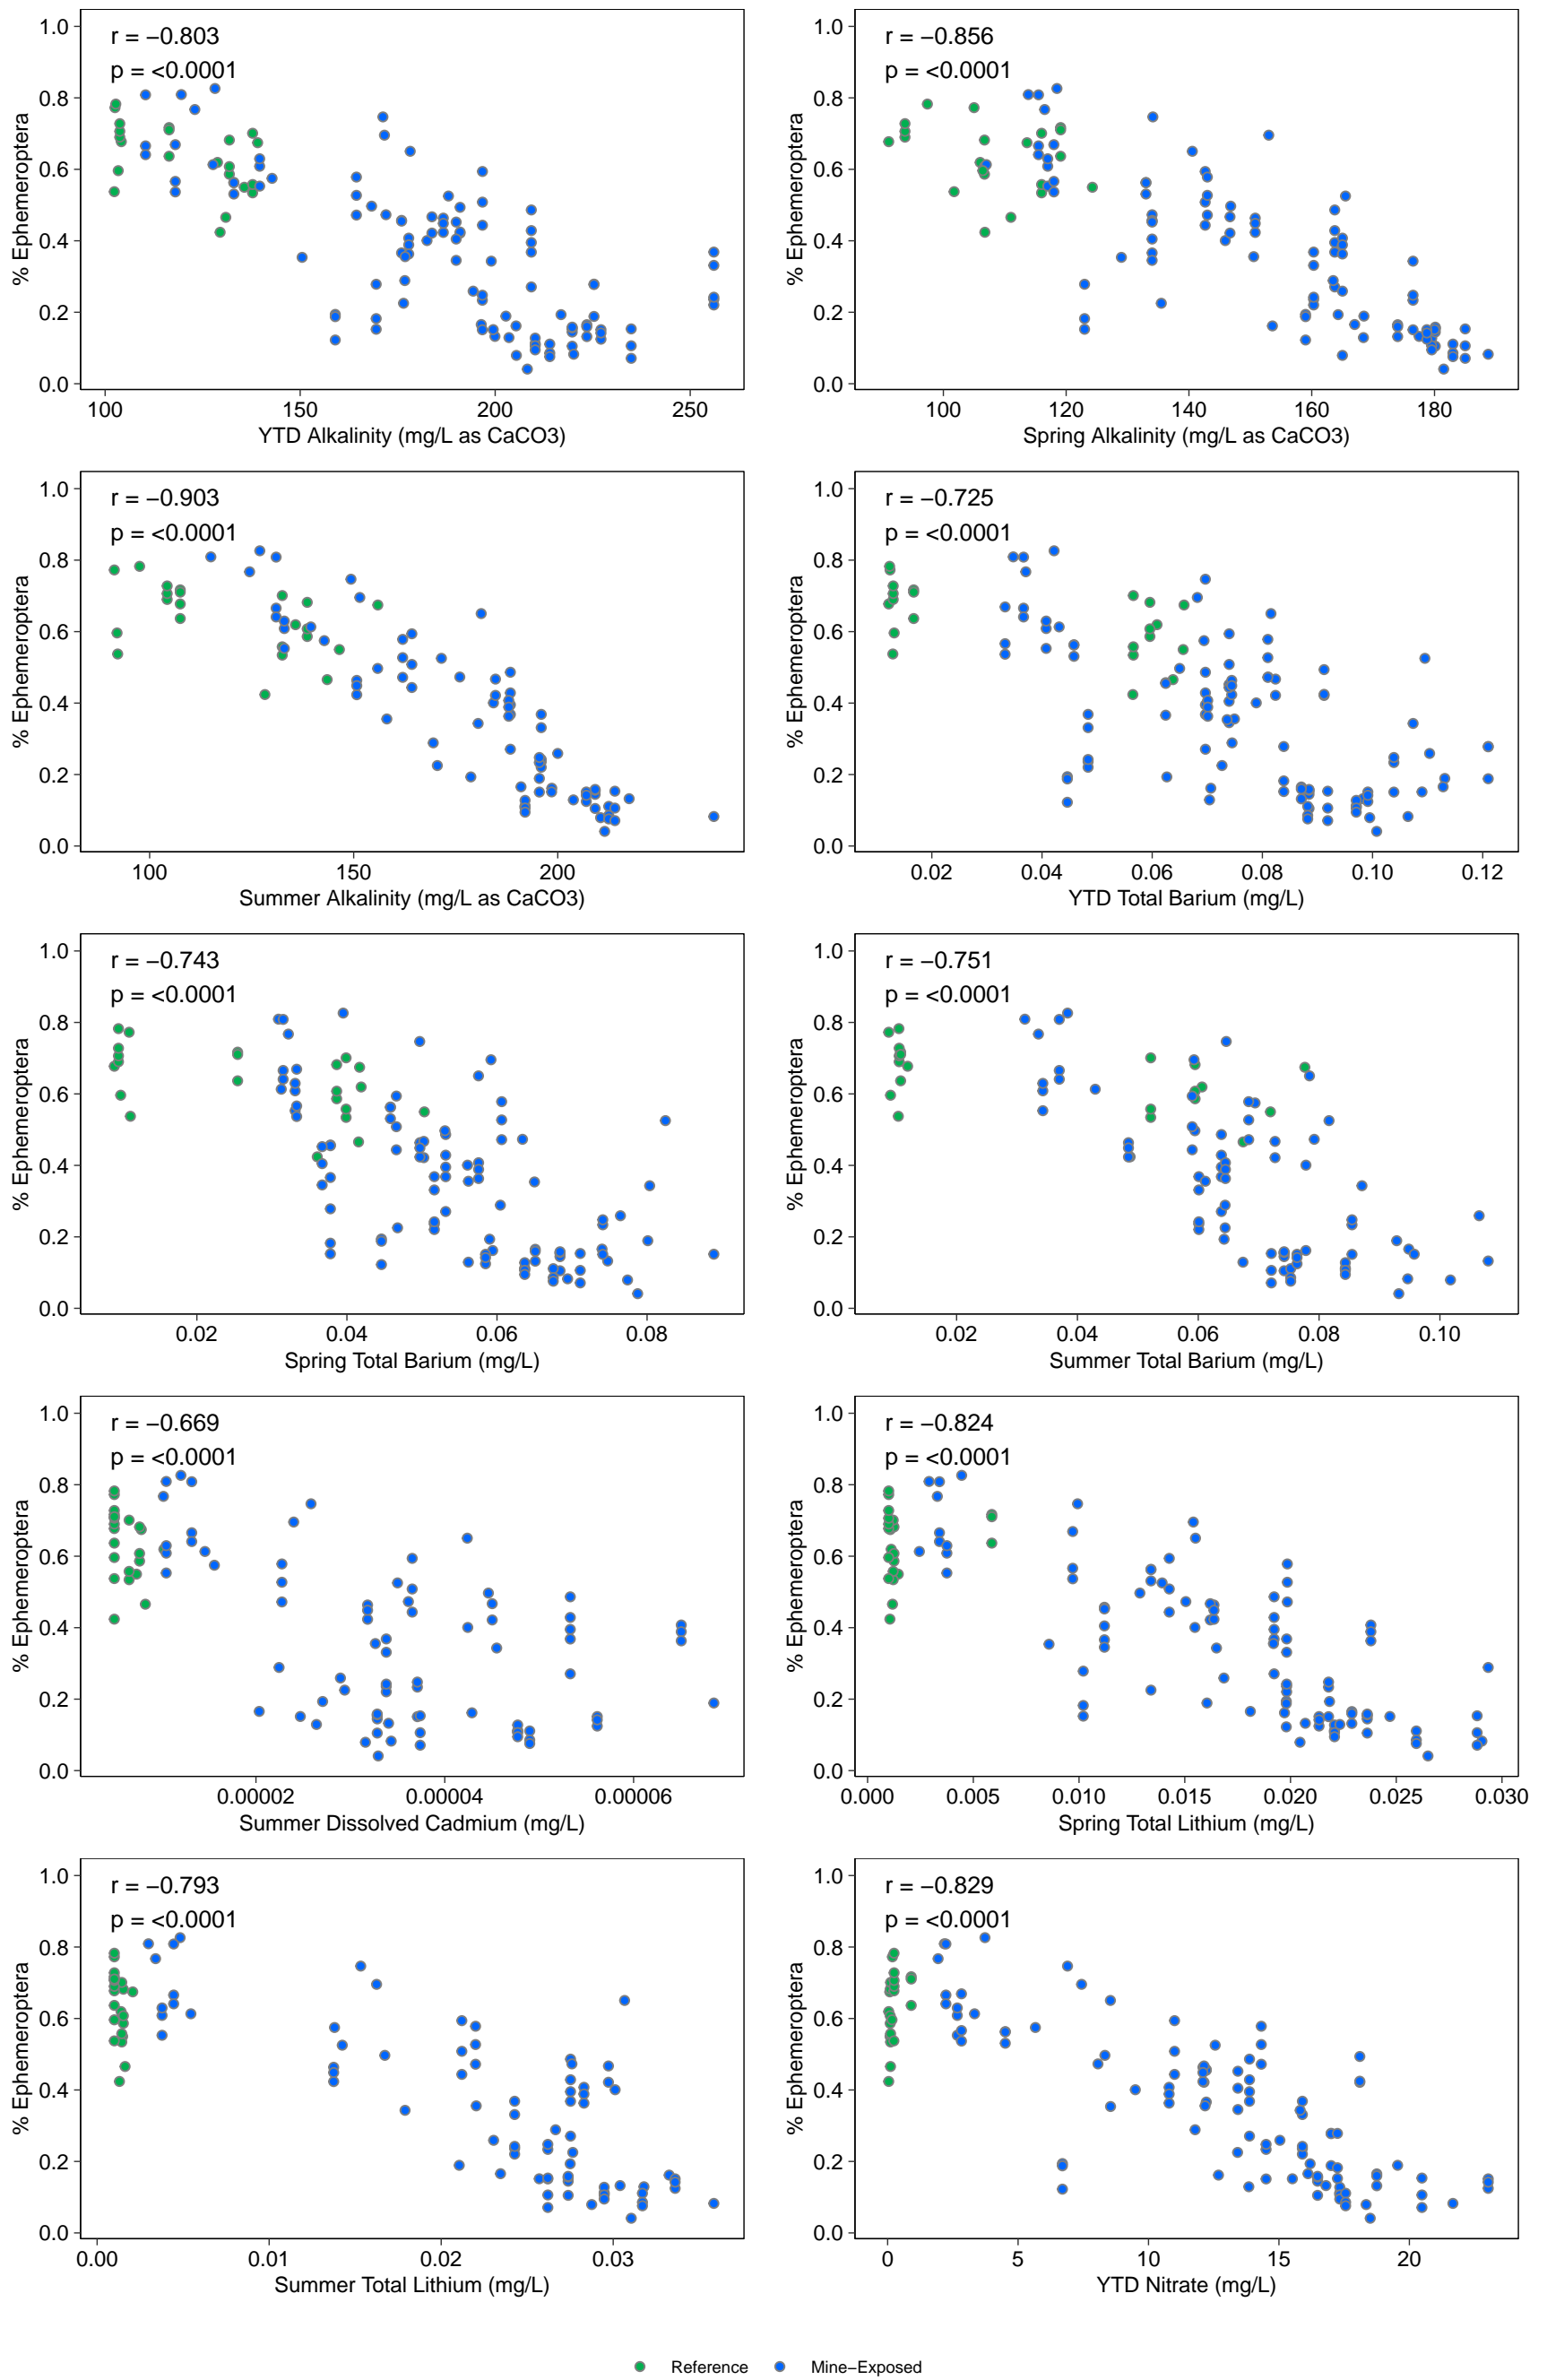 r = −0.803
p = <0.0001
% Ephemeroptera
1.0
0.8
0.6
0.4
0.2
0.0
100 150 200 250
YTD Alkalinity (mg/L as CaCO3)
r = −0.856
p = <0.0001
% Ephemeroptera
1.0
0.8
0.6
0.4
0.2
0.0
100 120 140 160 180
Spring Alkalinity (mg/L as CaCO3)
r = −0.903
p = <0.0001
% Ephemeroptera
1.0
0.8
0.6
0.4
0.2
0.0
100 150 200
Summer Alkalinity (mg/L as CaCO3)
r = −0.725
p = <0.0001
% Ephemeroptera
1.0
0.8
0.6
0.4
0.2
0.0
0.02 0.04 0.06 0.08 0.10 0.12
YTD Total Barium (mg/L)
r = −0.743
p = <0.0001
% Ephemeroptera
1.0
0.8
0.6
0.4
0.2
0.0
0.02 0.04 0.06 0.08
Spring Total Barium (mg/L)
r = −0.751
p = <0.0001
% Ephemeroptera
1.0
0.8
0.6
0.4
0.2
0.0
0.02 0.04 0.06 0.08 0.10
Summer Total Barium (mg/L)
r = −0.669
p = <0.0001
% Ephemeroptera
1.0
0.8
0.6
0.4
0.2
0.0
0.00002 0.00004 0.00006
Summer Dissolved Cadmium (mg/L)
r = −0.824
p = <0.0001
% Ephemeroptera
1.0
0.8
0.6
0.4
0.2
0.0
0.000 0.005 0.010 0.015 0.020 0.025 0.030
Spring Total Lithium (mg/L)
r = −0.793
p = <0.0001
% Ephemeroptera
1.0
0.8
0.6
0.4
0.2
0.0
0.00 0.01 0.02 0.03
Summer Total Lithium (mg/L)
r = −0.829
p = <0.0001
% Ephemeroptera
1.0
0.8
0.6
0.4
0.2
0.0
0 5 10 15 20
YTD Nitrate (mg/L)
Reference Mine−Exposed